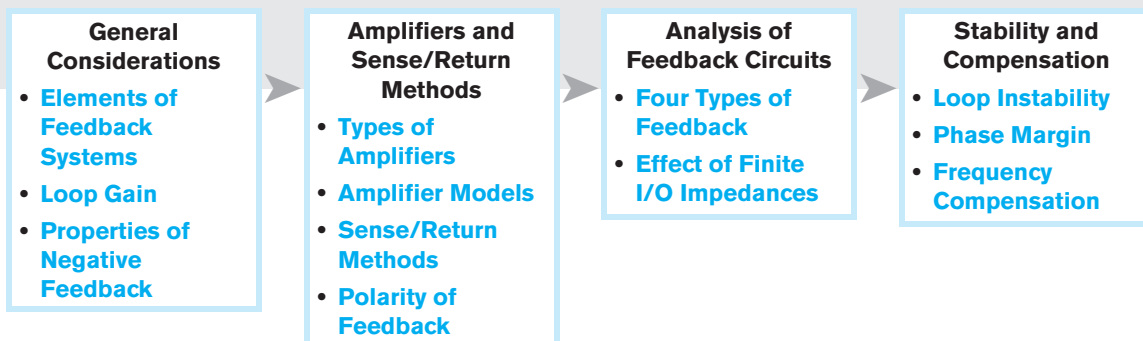 General
Considerations
• Elements of
Feedback
Systems
• Loop Gain
• Properties of
Negative
Feedback
Amplifiers and
Sense/Return
Methods
• Types of
Amplifiers
• Amplifier Models
• Sense/Return
Methods
• Polarity of
Feedback
Analysis of
Feedback Circuits
• Four Types of
Feedback
• Effect of Finite
I/O Impedances
Stability and
Compensation
• Loop Instability
• Phase Margin
• Frequency
Compensation